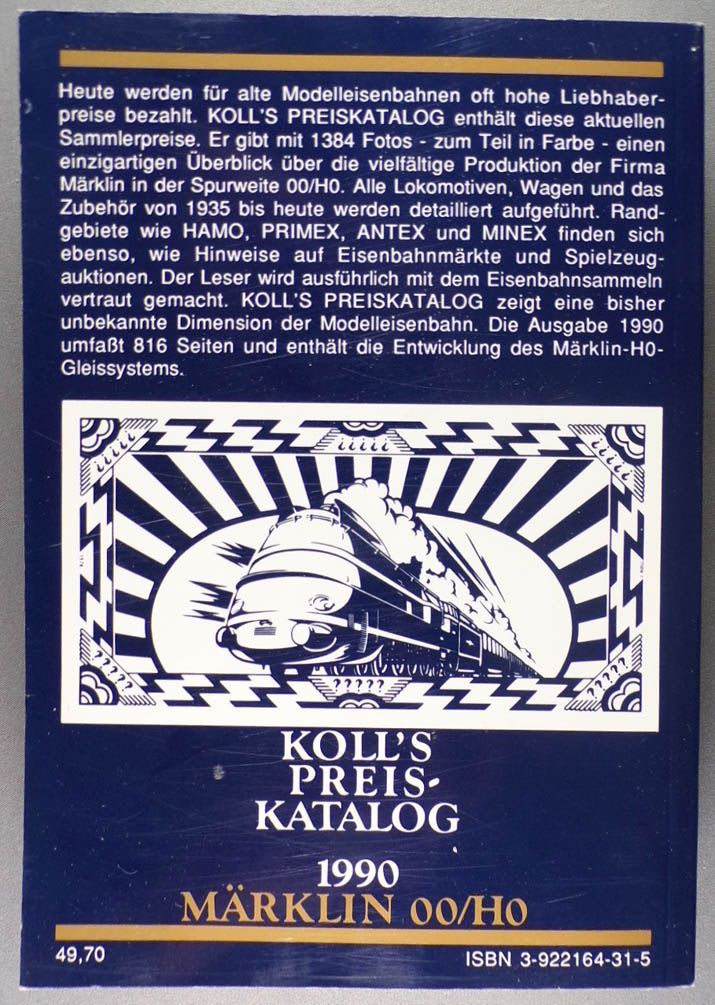 Heute werden für alte Modelleisenbahnen oft hohe Liebhaber-
preise bezahlt. KOLL'S PREISKATALOG enthält diese aktuellen
Sammlerpreise. Er gibt mit 1384 Fotos - zum Teil in Farbe - einen
einzigartigen Überblick über die vielfältige Produktion der Firma
Märklin in der Spurweite 00/H0. Alle Lokomotiven, Wagen und das
Zubehör von 1935 bis heute werden detailliert aufgeführt. Rand-
gebiete wie HAMO, PRIMEX, ANTEX und MINEX finden sich
ebenso, wie Hinweise auf Eisenbahnmärkte und Spielzeug-
auktionen. Der Leser wird ausführlich mit dem Eisenbahnsammeln
vertraut gemacht. KOLL'S PREISKATALOG zeigt eine bisher
unbekannte Dimension der Modelleisenbahn. Die Ausgabe 1990
umfaßt 816 Seiten und enthält die Entwicklung des Märklin-H0-
Gleissystems.
¿¿¿¿¿ ¿¿¿¿¿ ¿¿¿¿¿
????? ????? ?????
KOLL'S
PREIS-
KATALOG
1990
MÄRKLIN 00/H0
49,70
ISBN 3-922164-31-5